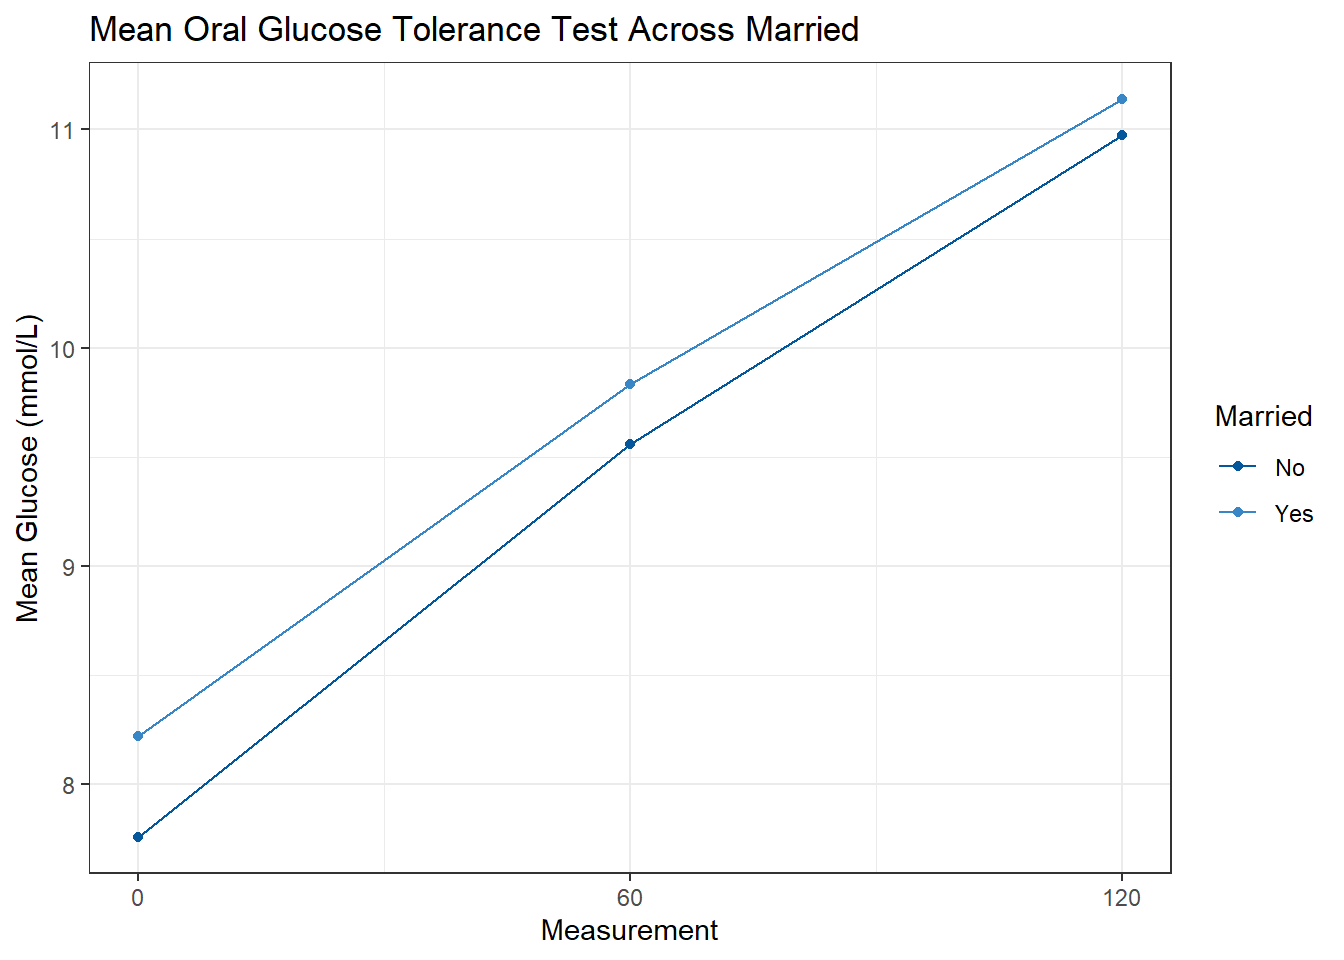 Mean Oral Glucose Tolerance Test Across Married
Mean Glucose (mmol/L)
11
10
9
8
0 60 120
Measurement
Married
No
Yes